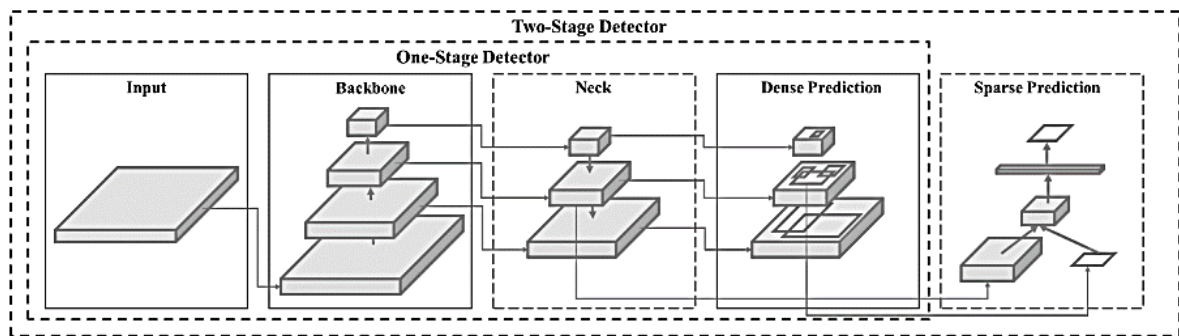 Two-Stage Detector
One-Stage Detector
Input
Backbone
Neck
Dense Prediction
Sparse Prediction